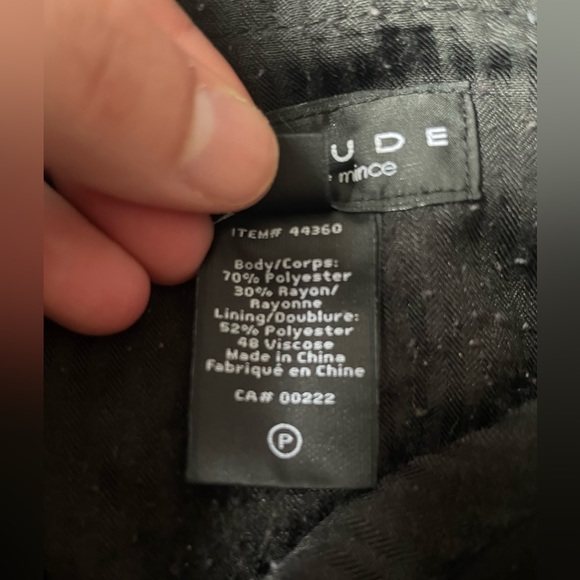 UDE
mince
ITEM# 44360
Body/Corps:
70% Polyester
30% Rayon/
Rayonne
Lining/Doublure:
52% Polyester
48 Viscose
Made in China
Fabriqué en Chine
CA# 00222
P